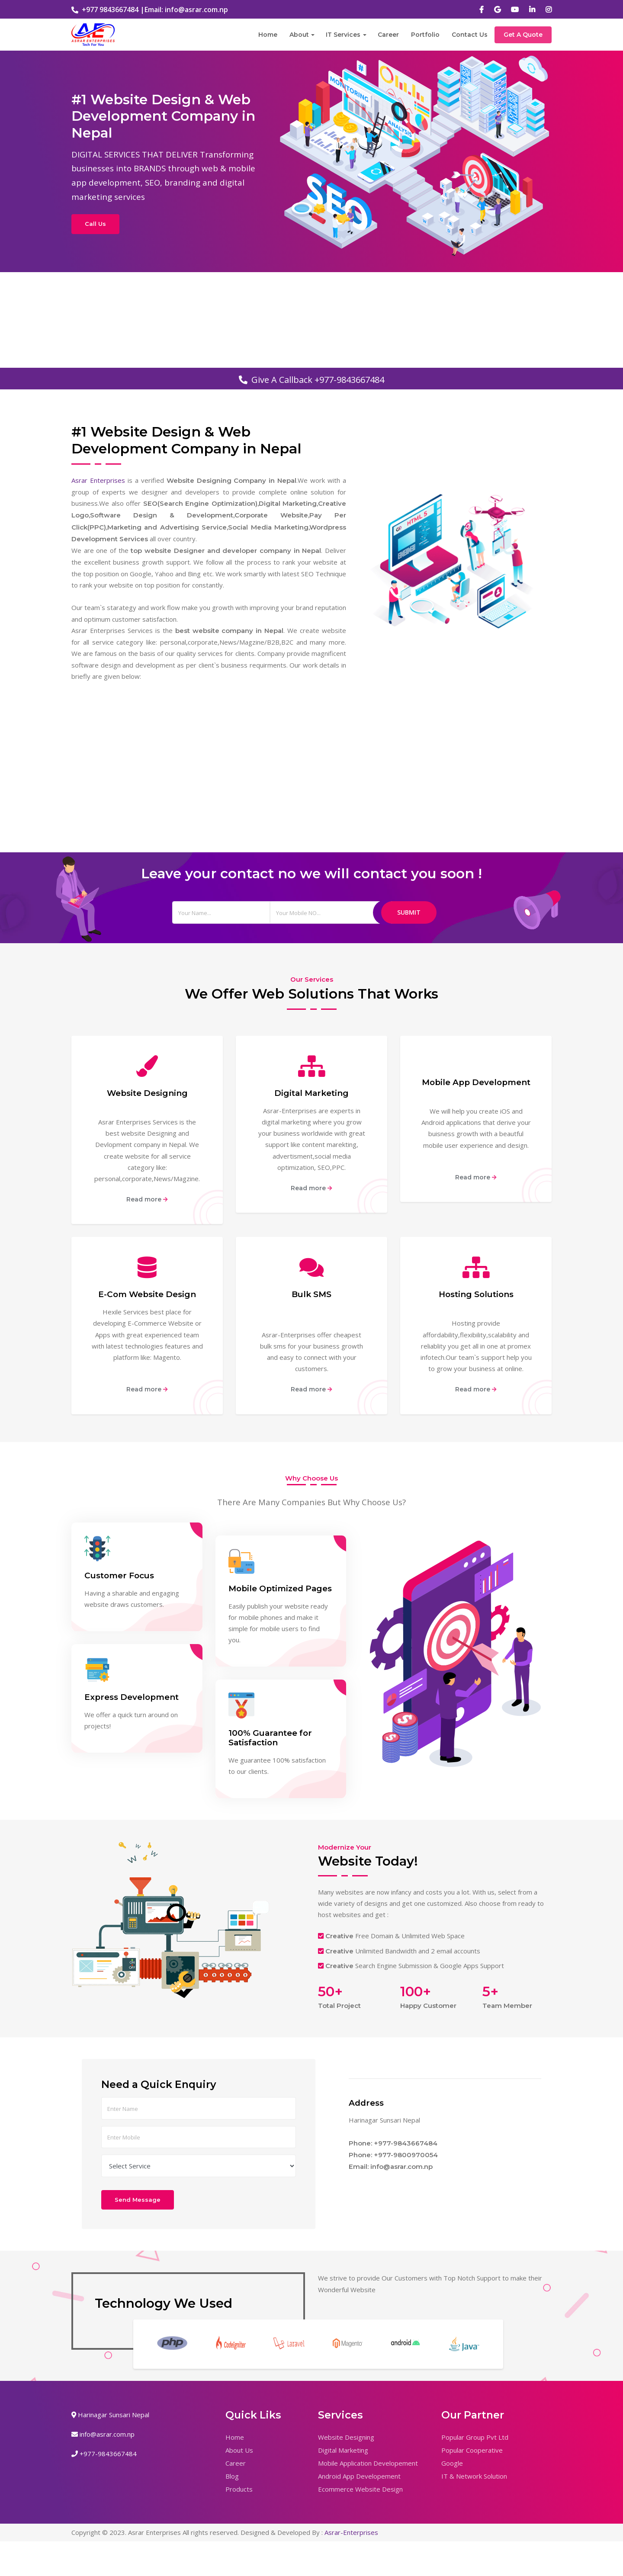 +977 9843667484 |Email: info@asrar.com.np
AE
ASRAR ENTERPRISES
Tech For You
Home About IT Services Career Portfolio Contact Us Get A Quote
#1 Website Design & Web
Development Company in
Nepal
DIGITAL SERVICES THAT DELIVER Transforming
businesses into BRANDS through web & mobile
app development, SEO, branding and digital
marketing services
Call Us
MONITORING
SEO
Give A Callback +977-9843667484
#1 Website Design & Web
Development Company in Nepal
Asrar Enterprises is a verified Website Designing Company in Nepal.We work with a
group of experts we designer and developers to provide complete online solution for
business.We also offer SEO(Search Engine Optimization),Digital Marketing,Creative
Logo,Software Design & Development,Corporate Website,Pay Per
Click(PPC),Marketing and Advertising Service,Social Media Marketing,Wordpress
Development Services all over country.
We are one of the top website Designer and developer company in Nepal. Deliver
the excellent business growth support. We follow all the process to rank your website at
the top position on Google, Yahoo and Bing etc. We work smartly with latest SEO Technique
to rank your website on top position for constantly.
Our team`s starategy and work flow make you growth with improving your brand reputation
and optimum customer satisfaction.
Asrar Enterprises Services is the best website company in Nepal. We create website
for all service category like: personal,corporate,News/Magzine/B2B,B2C and many more.
We are famous on the basis of our quality services for clients. Company provide magnificent
software design and development as per client`s business requirments. Our work details in
briefly are given below:
HTML 5
Leave your contact no we will contact you soon !
Your Name... Your Mobile NO... SUBMIT
Our Services
We Offer Web Solutions That Works
Website Designing
Asrar Enterprises Services is the
best website Designing and
Devlopment company in Nepal. We
create website for all service
category like:
personal,corporate,News/Magzine.
Read more
Digital Marketing
Asrar-Enterprises are experts in
digital marketing where you grow
your business worldwide with great
support like content marekting,
advertisment,social media
optimization, SEO,PPC.
Read more
Mobile App Development
We will help you create iOS and
Android applications that derive your
buisness growth with a beautful
mobile user experience and design.
Read more
E-Com Website Design
Hexile Services best place for
developing E-Commerce Website or
Apps with great experienced team
with latest technologies features and
platform like: Magento.
Read more
Bulk SMS
Asrar-Enterprises offer cheapest
bulk sms for your business growth
and easy to connect with your
customers.
Read more
Hosting Solutions
Hosting provide
affordability,flexibility,scalability and
reliablity you get all in one at promex
infotech.Our team`s support help you
to grow your business at online.
Read more
Why Choose Us
There Are Many Companies But Why Choose Us?
Customer Focus
Having a sharable and engaging
website draws customers.
Mobile Optimized Pages
Easily publish your website ready
for mobile phones and make it
simple for mobile users to find
you.
Express Development
We offer a quick turn around on
projects!
100% Guarantee for
Satisfaction
We guarantee 100% satisfaction
to our clients.
Modernize Your
Website Today!
Many websites are now infancy and costs you a lot. With us, select from a
wide variety of designs and get one customized. Also choose from ready to
host websites and get :
Creative Free Domain & Unlimited Web Space
Creative Unlimited Bandwidth and 2 email accounts
Creative Search Engine Submission & Google Apps Support
50+ 100+ 5+
Total Project Happy Customer Team Member
Need a Quick Enquiry
Enter Name
Enter Mobile
Select Service
Send Message
Address
Harinagar Sunsari Nepal
Phone: +977-9843667484
Phone: +977-9800970054
Email: info@asrar.com.np
Technology We Used
We strive to provide Our Customers with Top Notch Support to make their
Wonderful Website
php CodeIgniter Laravel Magento android Java
Harinagar Sunsari Nepal
info@asrar.com.np
+977-9843667484
Quick Liks
Home
About Us
Career
Blog
Products
Services
Website Designing
Digital Marketing
Mobile Application Developement
Android App Developement
Ecommerce Website Design
Our Partner
Popular Group Pvt Ltd
Popular Cooperative
Google
IT & Network Solution
Copyright © 2023. Asrar Enterprises All rights reserved. Designed & Developed By : Asrar-Enterprises